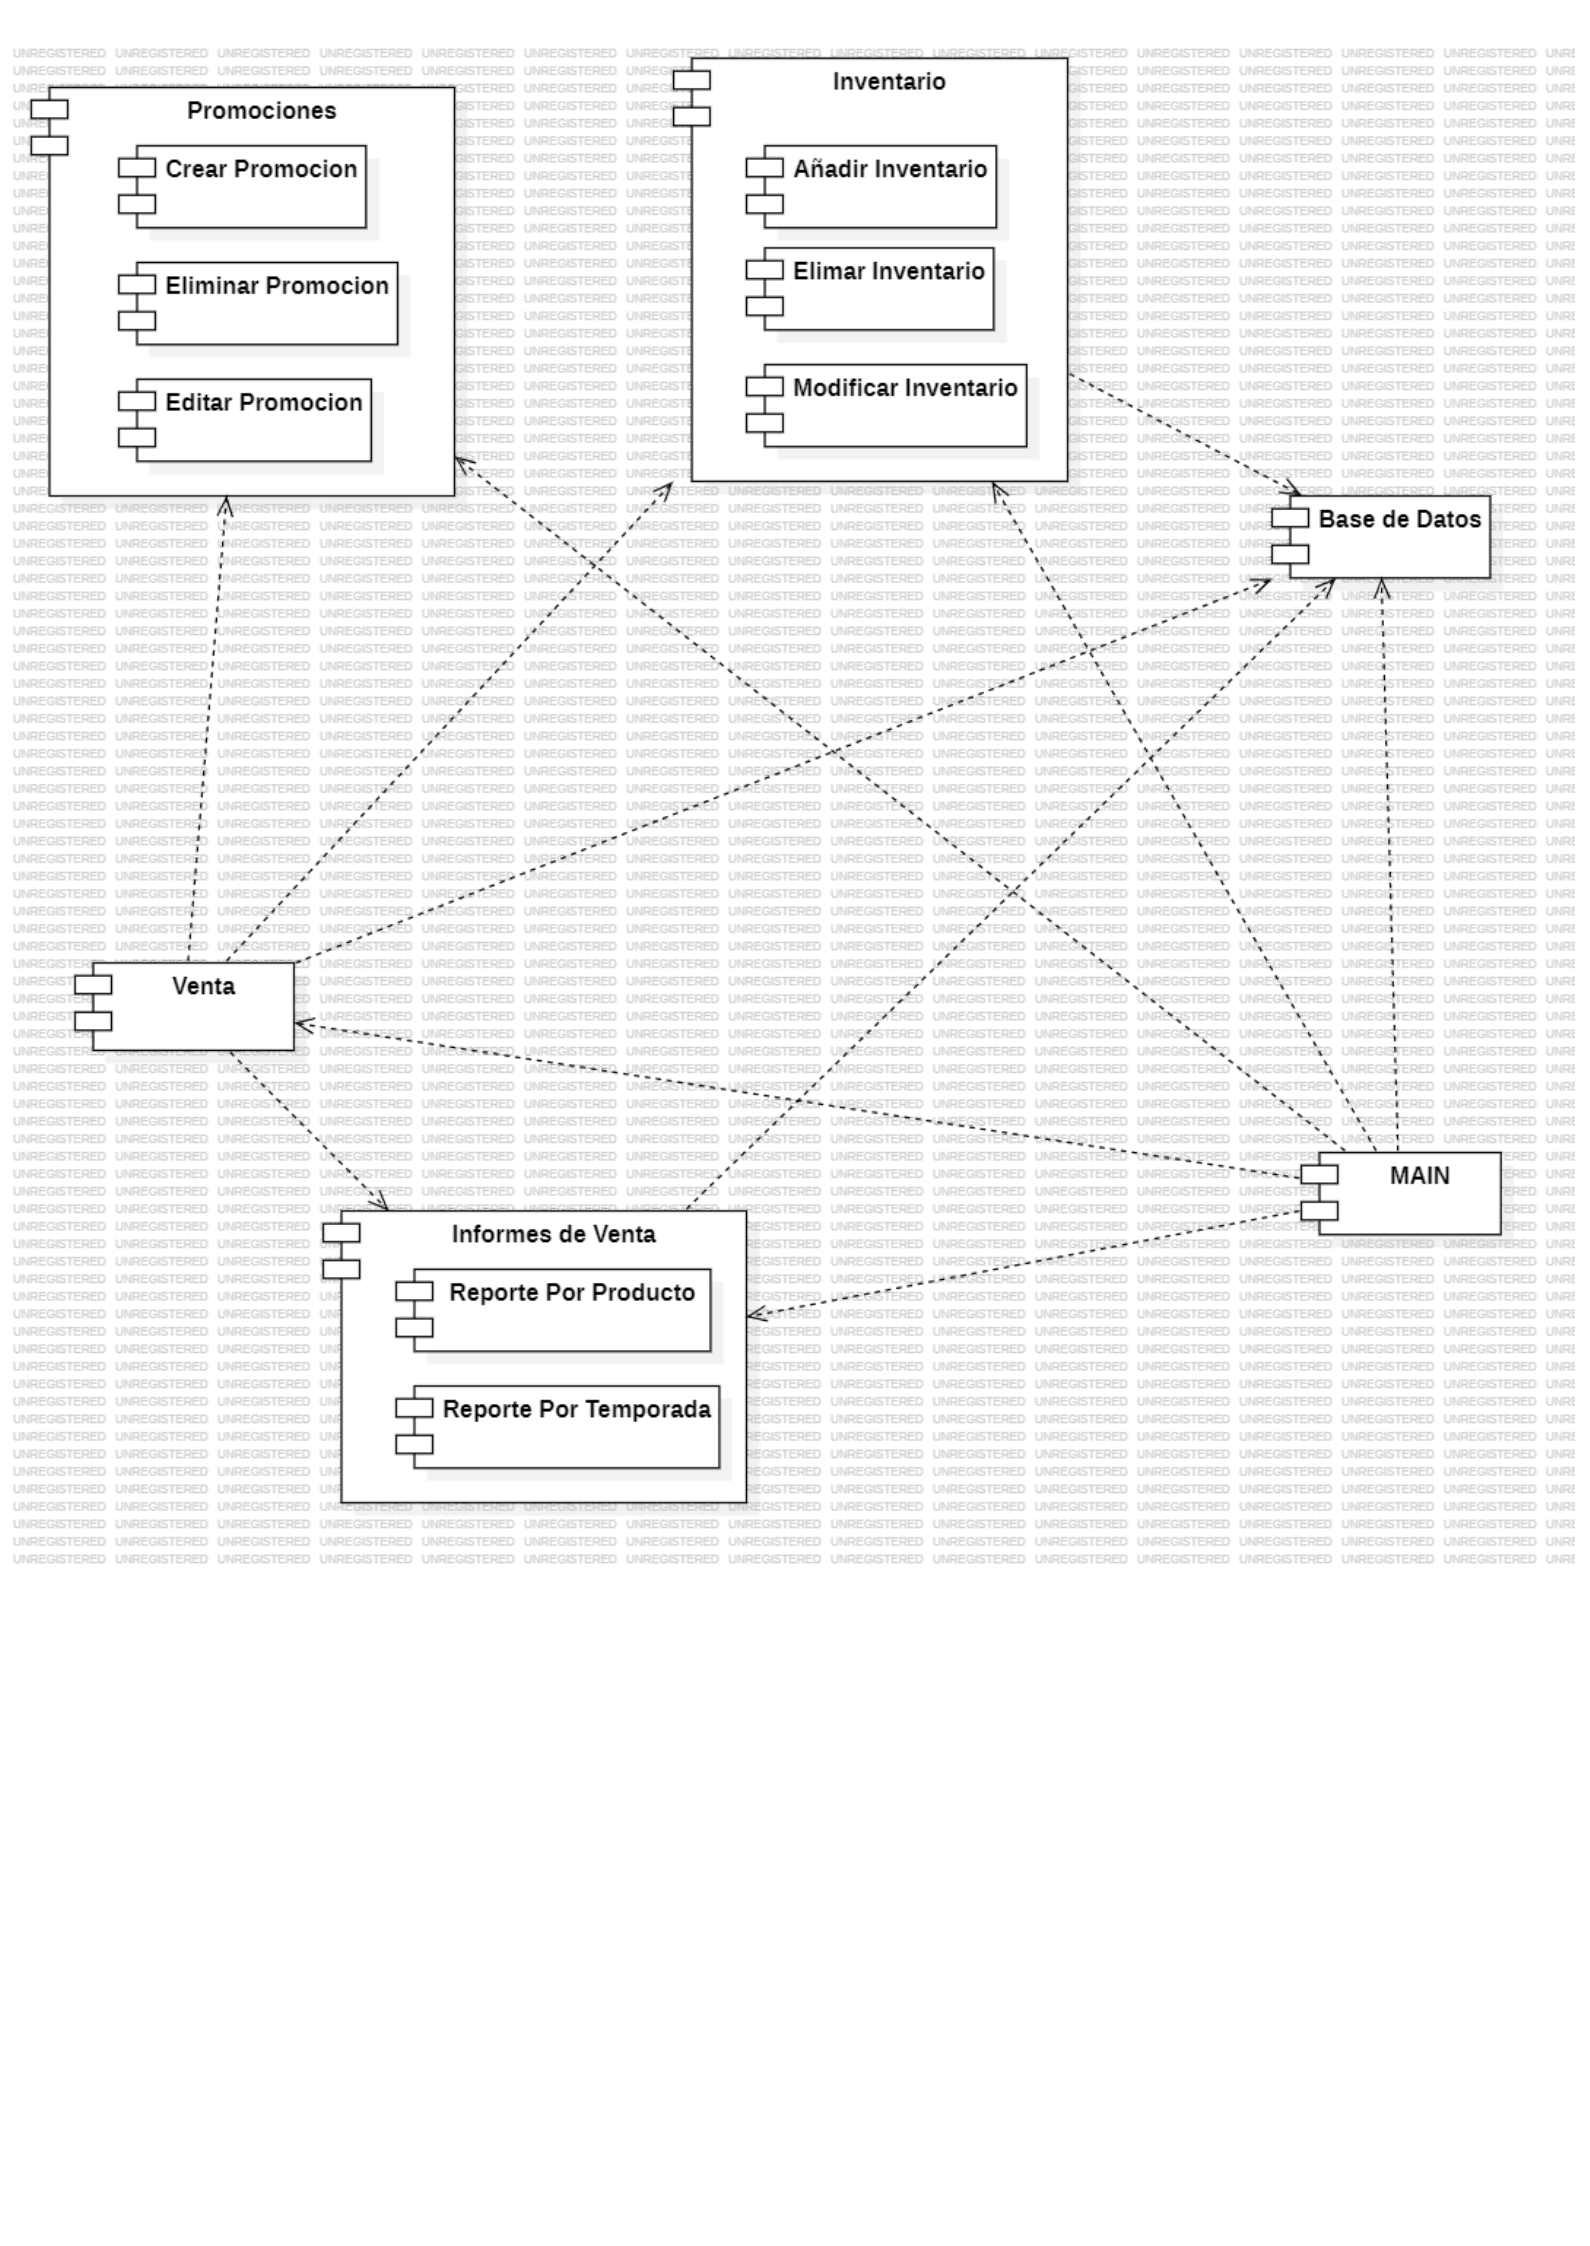 Promociones
Crear Promocion
Eliminar Promocion
Editar Promocion
Inventario
Añadir Inventario
Elimar Inventario
Modificar Inventario
Base de Datos
Venta
MAIN
Informes de Venta
Reporte Por Producto
Reporte Por Temporada
UNREGISTERED